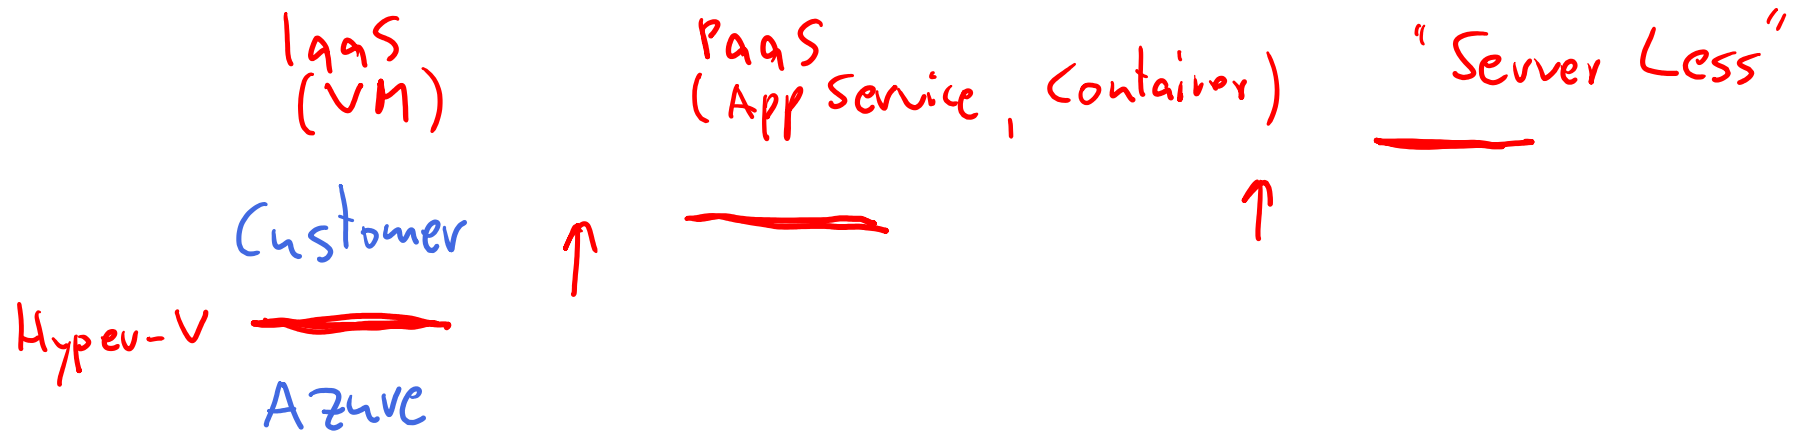 IaaS
(VM)
PaaS
(App Service, Container)
"Server Less"
Customer
Hyper-V
Azure